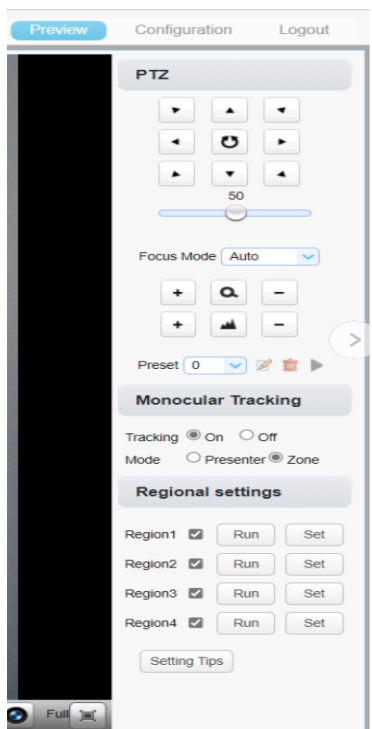 Preview Configuration Logout
PTZ
50
Focus Mode Auto
+ −
+ −
Preset 0
Monocular Tracking
Tracking On Off
Mode Presenter Zone
Regional settings
Region1 Run Set
Region2 Run Set
Region3 Run Set
Region4 Run Set
Setting Tips
Full